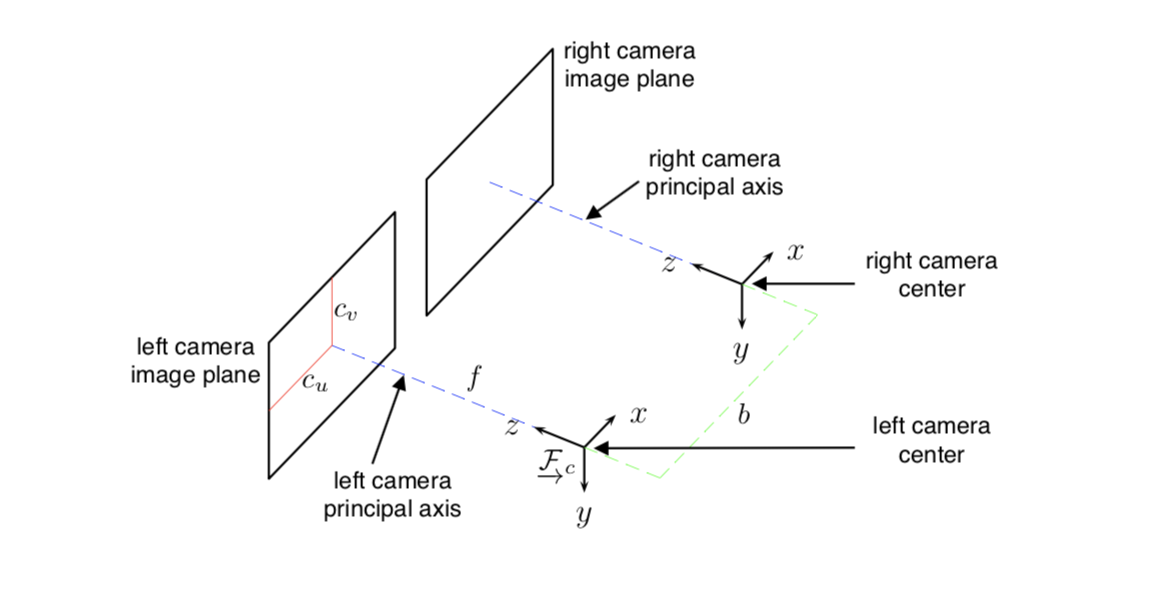 right camera
image plane
right camera
principal axis
x
z
right camera
center
y
c_v
left camera
image plane
c_u
f
x
b
z
left camera
center
\underrightarrow{\mathcal{F}}_c
left camera
principal axis
y